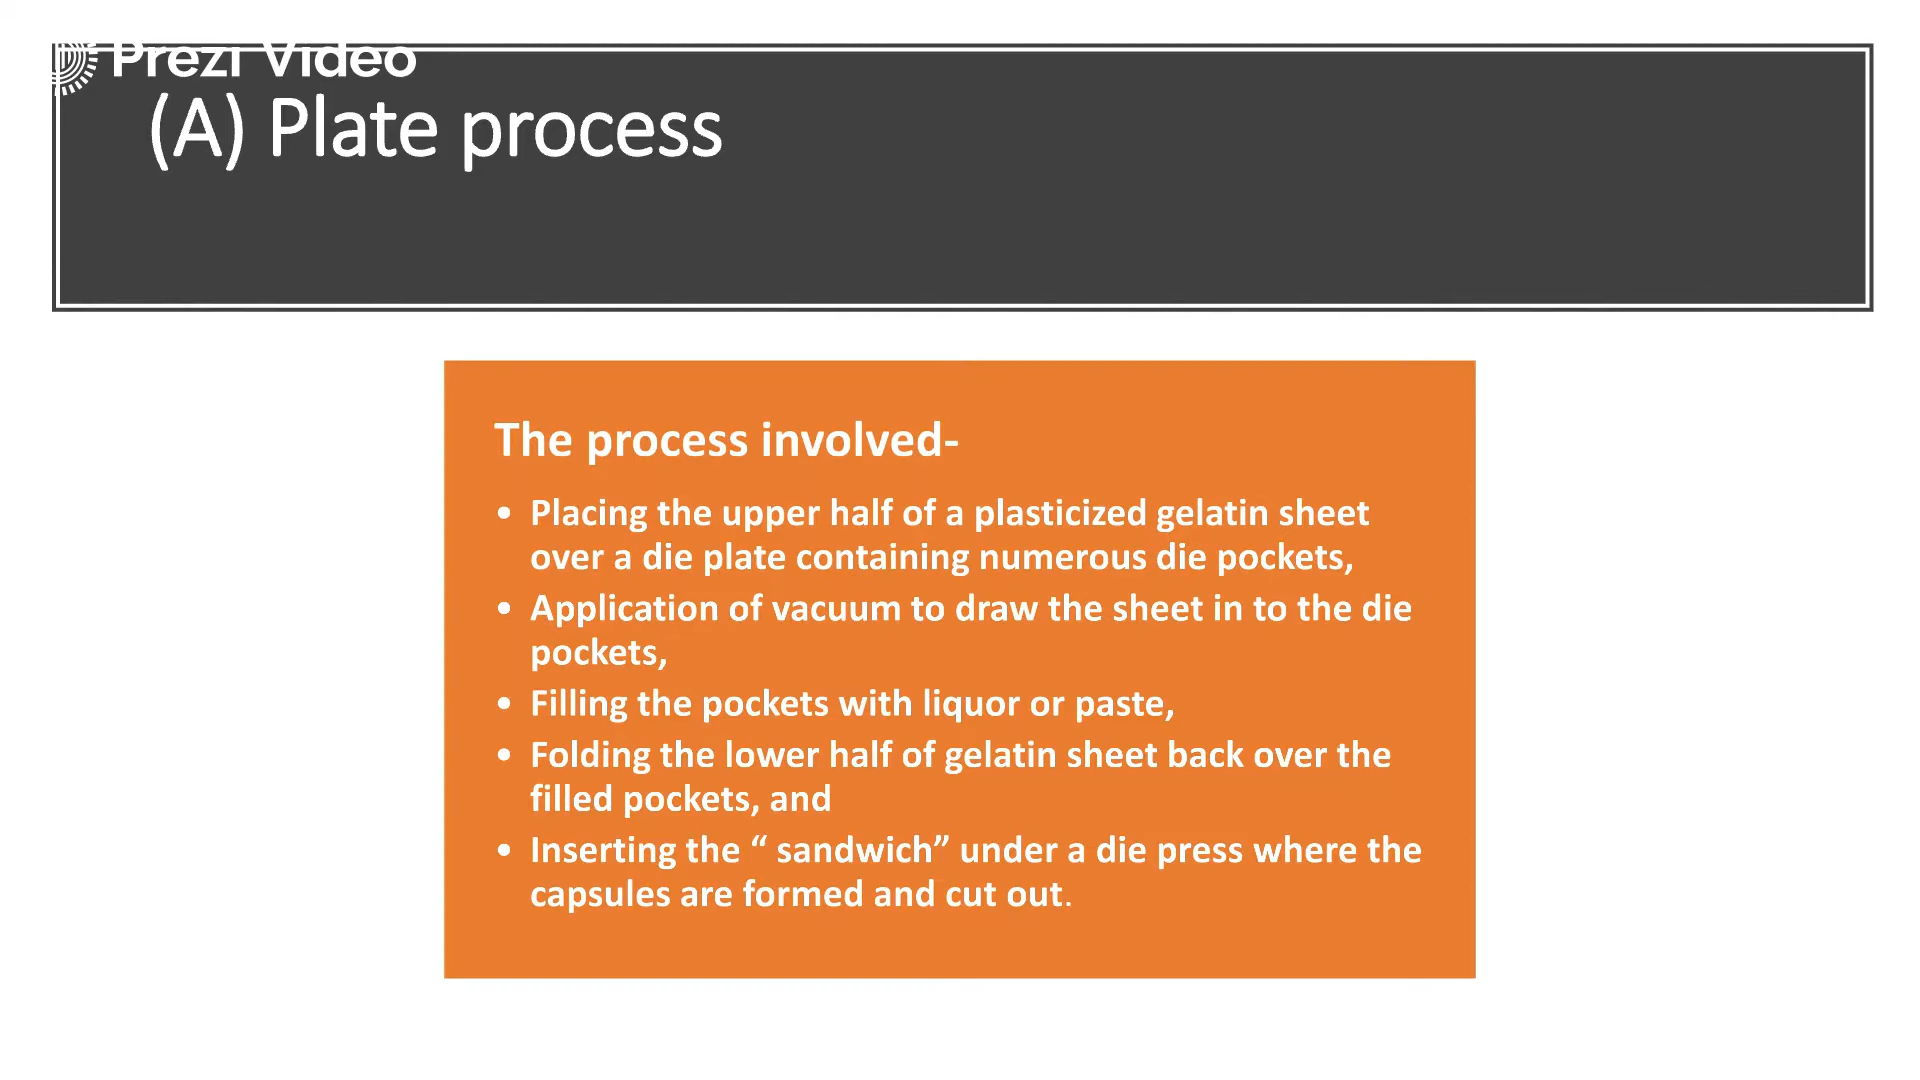 Prezi Video
(A) Plate process
The process involved-
• Placing the upper half of a plasticized gelatin sheet
over a die plate containing numerous die pockets,
• Application of vacuum to draw the sheet in to the die
pockets,
• Filling the pockets with liquor or paste,
• Folding the lower half of gelatin sheet back over the
filled pockets, and
• Inserting the “ sandwich” under a die press where the
capsules are formed and cut out.